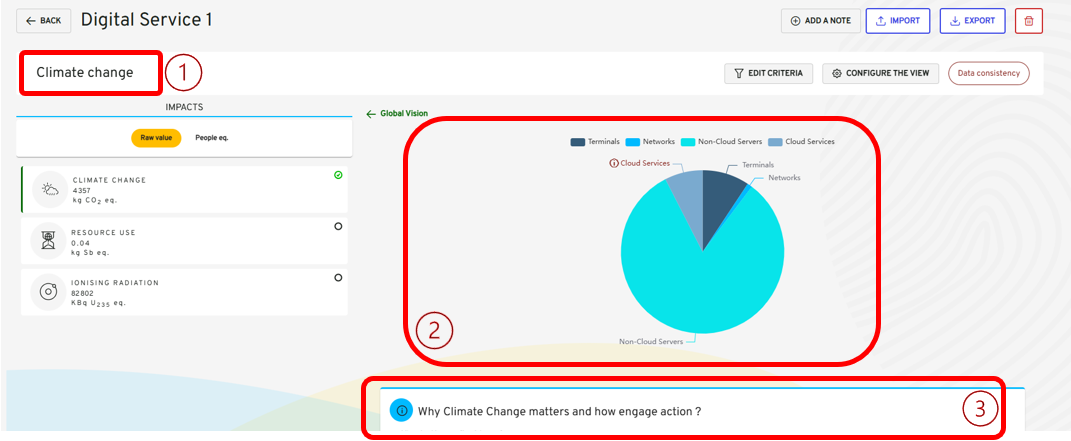 BACK
Digital Service 1
ADD A NOTE
IMPORT
EXPORT
Climate change
1
EDIT CRITERIA
CONFIGURE THE VIEW
Data consistency
IMPACTS
Raw value
People eq.
CLIMATE CHANGE
4357
kg CO2 eq.
RESOURCE USE
0.04
kg Sb eq.
IONISING RADIATION
82802
KBq U235 eq.
Global Vision
Terminals
Networks
Non-Cloud Servers
Cloud Services
Cloud Services
Terminals
Networks
Non-Cloud Servers
2
Why Climate Change matters and how engage action ?
3